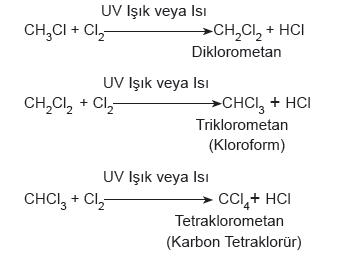 UV Işık veya Isı
CH₃Cl + Cl₂ → CH₂Cl₂ + HCl
Diklorometan
UV Işık veya Isı
CH₂Cl₂ + Cl₂ → CHCl₃ + HCl
Triklorometan
(Kloroform)
UV Işık veya Isı
CHCl₃ + Cl₂ → CCl₄ + HCl
Tetraklorometan
(Karbon Tetraklorür)